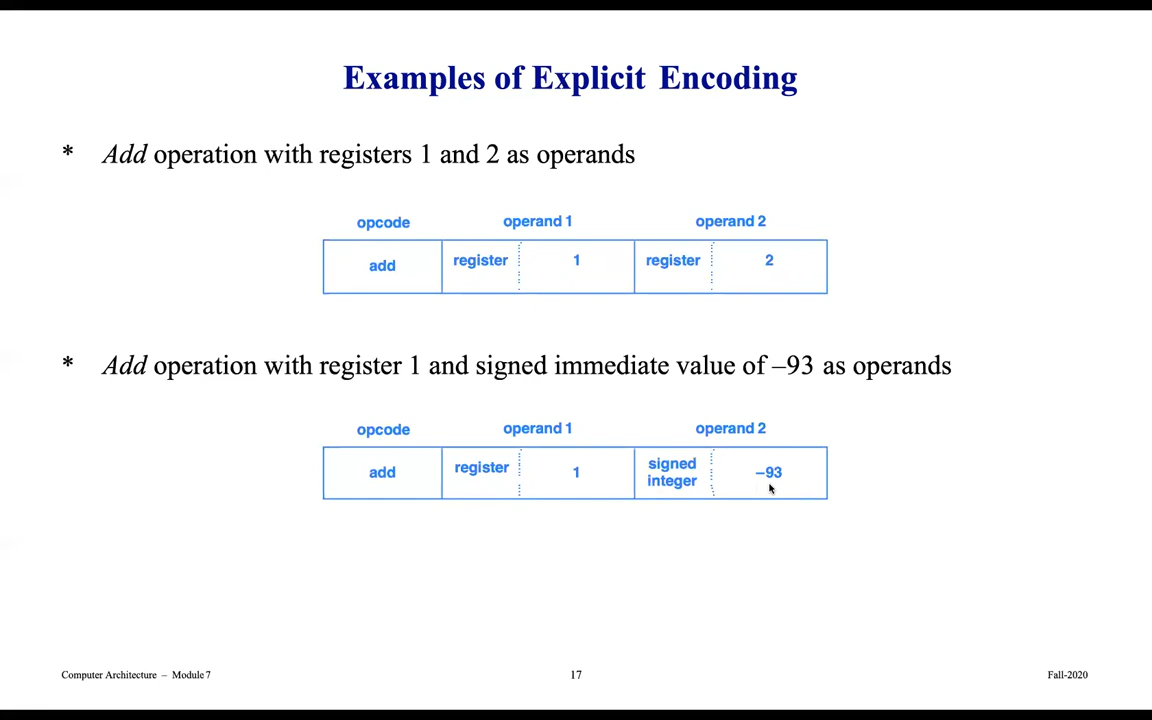 Examples of Explicit Encoding
* Add operation with registers 1 and 2 as operands
opcode operand 1 operand 2
add register 1 register 2
* Add operation with register 1 and signed immediate value of –93 as operands
opcode operand 1 operand 2
add register 1 signed integer –93
Computer Architecture – Module 7 17 Fall-2020